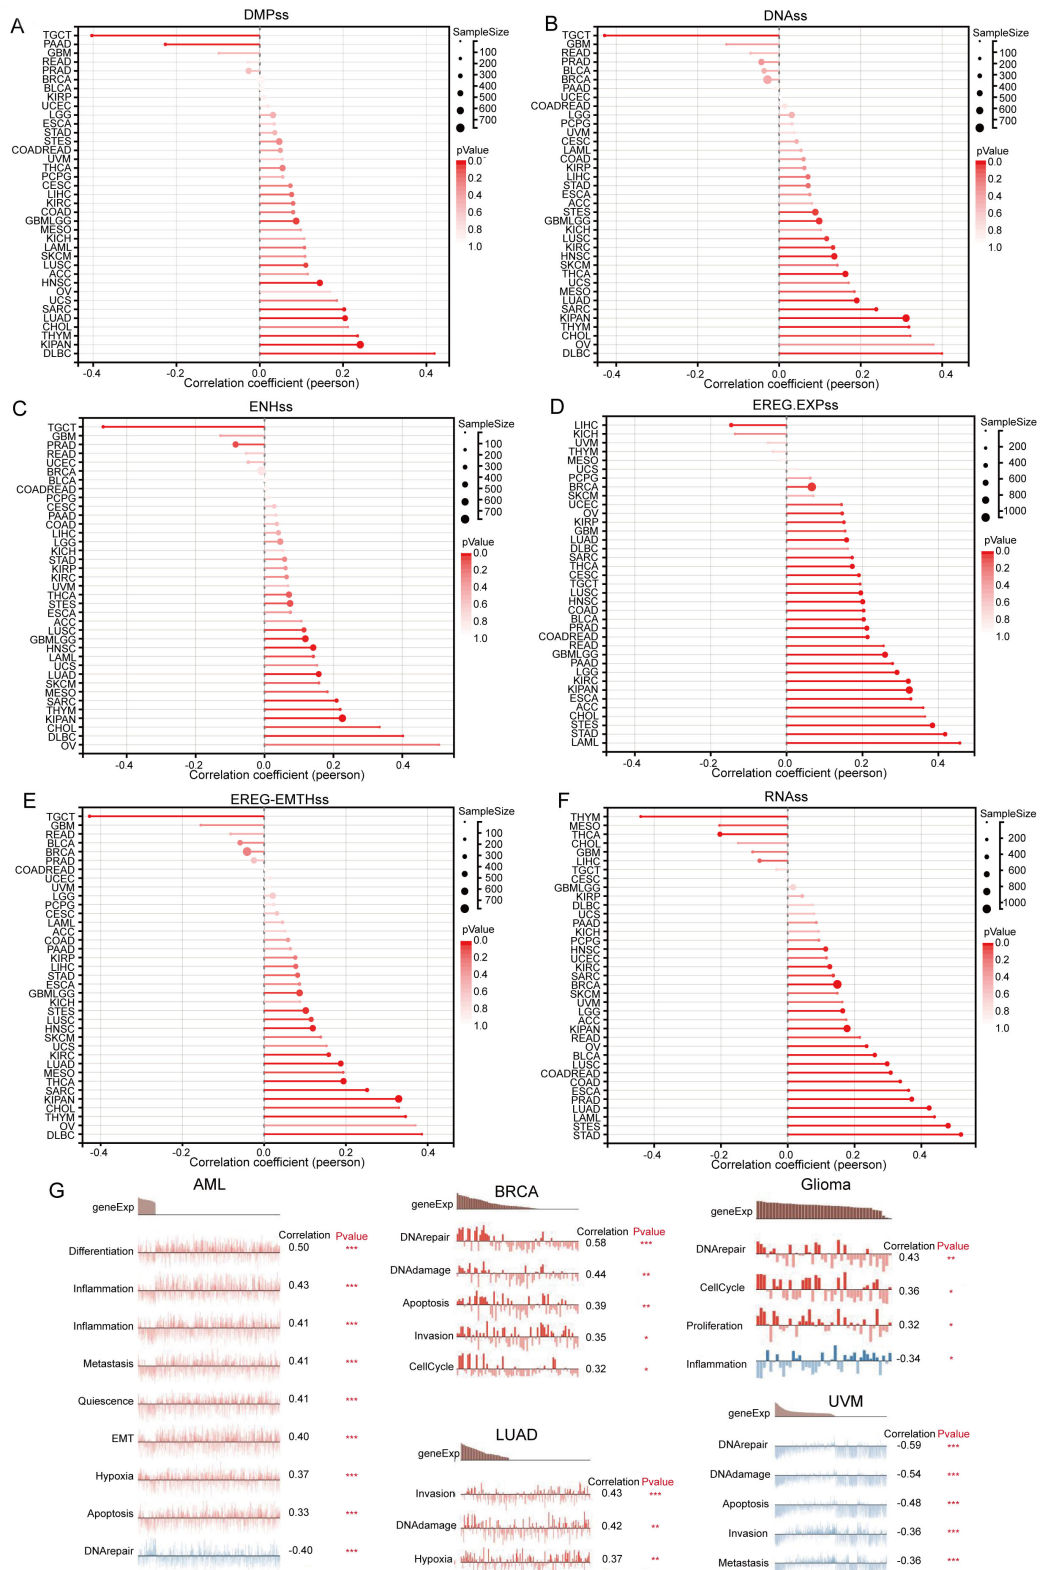 A
DMPss
TGCT
PAAD
GBM
READ
PRAD
BRCA
BLCA
KIRP
UCEC
LGG
ESCA
STAD
STES
COADREAD
UVM
THCA
PCPG
CESC
LIHC
KIRC
COAD
GBMLGG
MESO
KICH
LAML
SKCM
LUSC
ACC
HNSC
OV
UCS
SARC
LUAD
CHOL
THYM
KIPAN
DLBC
-0.4 -0.2 0.0 0.2 0.4
Correlation coefficient (peerson)
SampleSize
100
200
300
400
500
600
700
pValue
0.0
0.2
0.4
0.6
0.8
1.0
B
DNAss
TGCT
GBM
READ
PRAD
BLCA
BRCA
PAAD
UCEC
COADREAD
LGG
PCPG
UVM
CESC
LAML
COAD
KIRP
LIHC
STAD
ESCA
ACC
STES
GBMLGG
KICH
LUSC
KIRC
HNSC
SKCM
THCA
UCS
MESO
LUAD
SARC
KIPAN
THYM
CHOL
OV
DLBC
-0.4 -0.2 0.0 0.2 0.4
Correlation coefficient (peerson)
SampleSize
100
200
300
400
500
600
700
pValue
0.0
0.2
0.4
0.6
0.8
1.0
C
ENHss
TGCT
GBM
PRAD
READ
UCEC
BRCA
BLCA
COADREAD
PCPG
CESC
PAAD
COAD
LIHC
LGG
KICH
STAD
KIRP
KIRC
UVM
THCA
STES
ESCA
ACC
LUSC
GBMLGG
HNSC
LAML
UCS
LUAD
SKCM
MESO
SARC
THYM
KIPAN
CHOL
DLBC
OV
-0.4 -0.2 0.0 0.2 0.4
Correlation coefficient (peerson)
SampleSize
100
200
300
400
500
600
700
pValue
0.0
0.2
0.4
0.6
0.8
1.0
D
EREG.EXPss
LIHC
KICH
UVM
THYM
MESO
UCS
PCPG
BRCA
SKCM
UCEC
OV
KIRP
GBM
LUAD
DLBC
SARC
THCA
CESC
TGCT
LUSC
HNSC
COAD
BLCA
PRAD
COADREAD
READ
GBMLGG
PAAD
LGG
KIRC
KIPAN
ESCA
ACC
CHOL
STES
STAD
LAML
-0.4 -0.2 0.0 0.2 0.4
Correlation coefficient (peerson)
SampleSize
200
400
600
800
1000
pValue
0.0
0.2
0.4
0.6
0.8
1.0
E
EREG-EMTHss
TGCT
GBM
READ
BLCA
BRCA
PRAD
COADREAD
UCEC
UVM
LGG
PCPG
CESC
LAML
ACC
COAD
PAAD
KIRP
LIHC
STAD
ESCA
GBMLGG
KICH
STES
LUSC
HNSC
SKCM
UCS
KIRC
LUAD
MESO
THCA
SARC
KIPAN
CHOL
THYM
OV
DLBC
-0.4 -0.2 0.0 0.2 0.4
Correlation coefficient (peerson)
SampleSize
100
200
300
400
500
600
700
pValue
0.0
0.2
0.4
0.6
0.8
1.0
F
RNAss
THYM
MESO
THCA
CHOL
GBM
LIHC
TGCT
CESC
GBMLGG
KIRP
DLBC
UCS
PAAD
KICH
PCPG
HNSC
UCEC
KIRC
SARC
BRCA
SKCM
UVM
LGG
ACC
KIPAN
READ
OV
BLCA
LUSC
COADREAD
COAD
ESCA
PRAD
LUAD
LAML
STES
STAD
-0.4 -0.2 0.0 0.2 0.4
Correlation coefficient (peerson)
SampleSize
200
400
600
800
1000
pValue
0.0
0.2
0.4
0.6
0.8
1.0
G
AML
geneExp
Correlation Pvalue
Differentiation 0.50 ***
Inflammation 0.43 ***
Inflammation 0.41 ***
Metastasis 0.41 ***
Quiescence 0.41 ***
EMT 0.40 ***
Hypoxia 0.37 ***
Apoptosis 0.33 ***
DNArepair -0.40 ***
BRCA
geneExp
Correlation Pvalue
DNArepair 0.58 ***
DNAdamage 0.44 **
Apoptosis 0.39 **
Invasion 0.35 *
CellCycle 0.32 *
LUAD
geneExp
Correlation Pvalue
Invasion 0.43 ***
DNAdamage 0.42 **
Hypoxia 0.37 **
Glioma
geneExp
Correlation Pvalue
DNArepair 0.43 **
CellCycle 0.36 *
Proliferation 0.32 *
Inflammation -0.34 *
UVM
geneExp
Correlation Pvalue
DNArepair -0.59 ***
DNAdamage -0.54 ***
Apoptosis -0.48 ***
Invasion -0.36 ***
Metastasis -0.36 ***